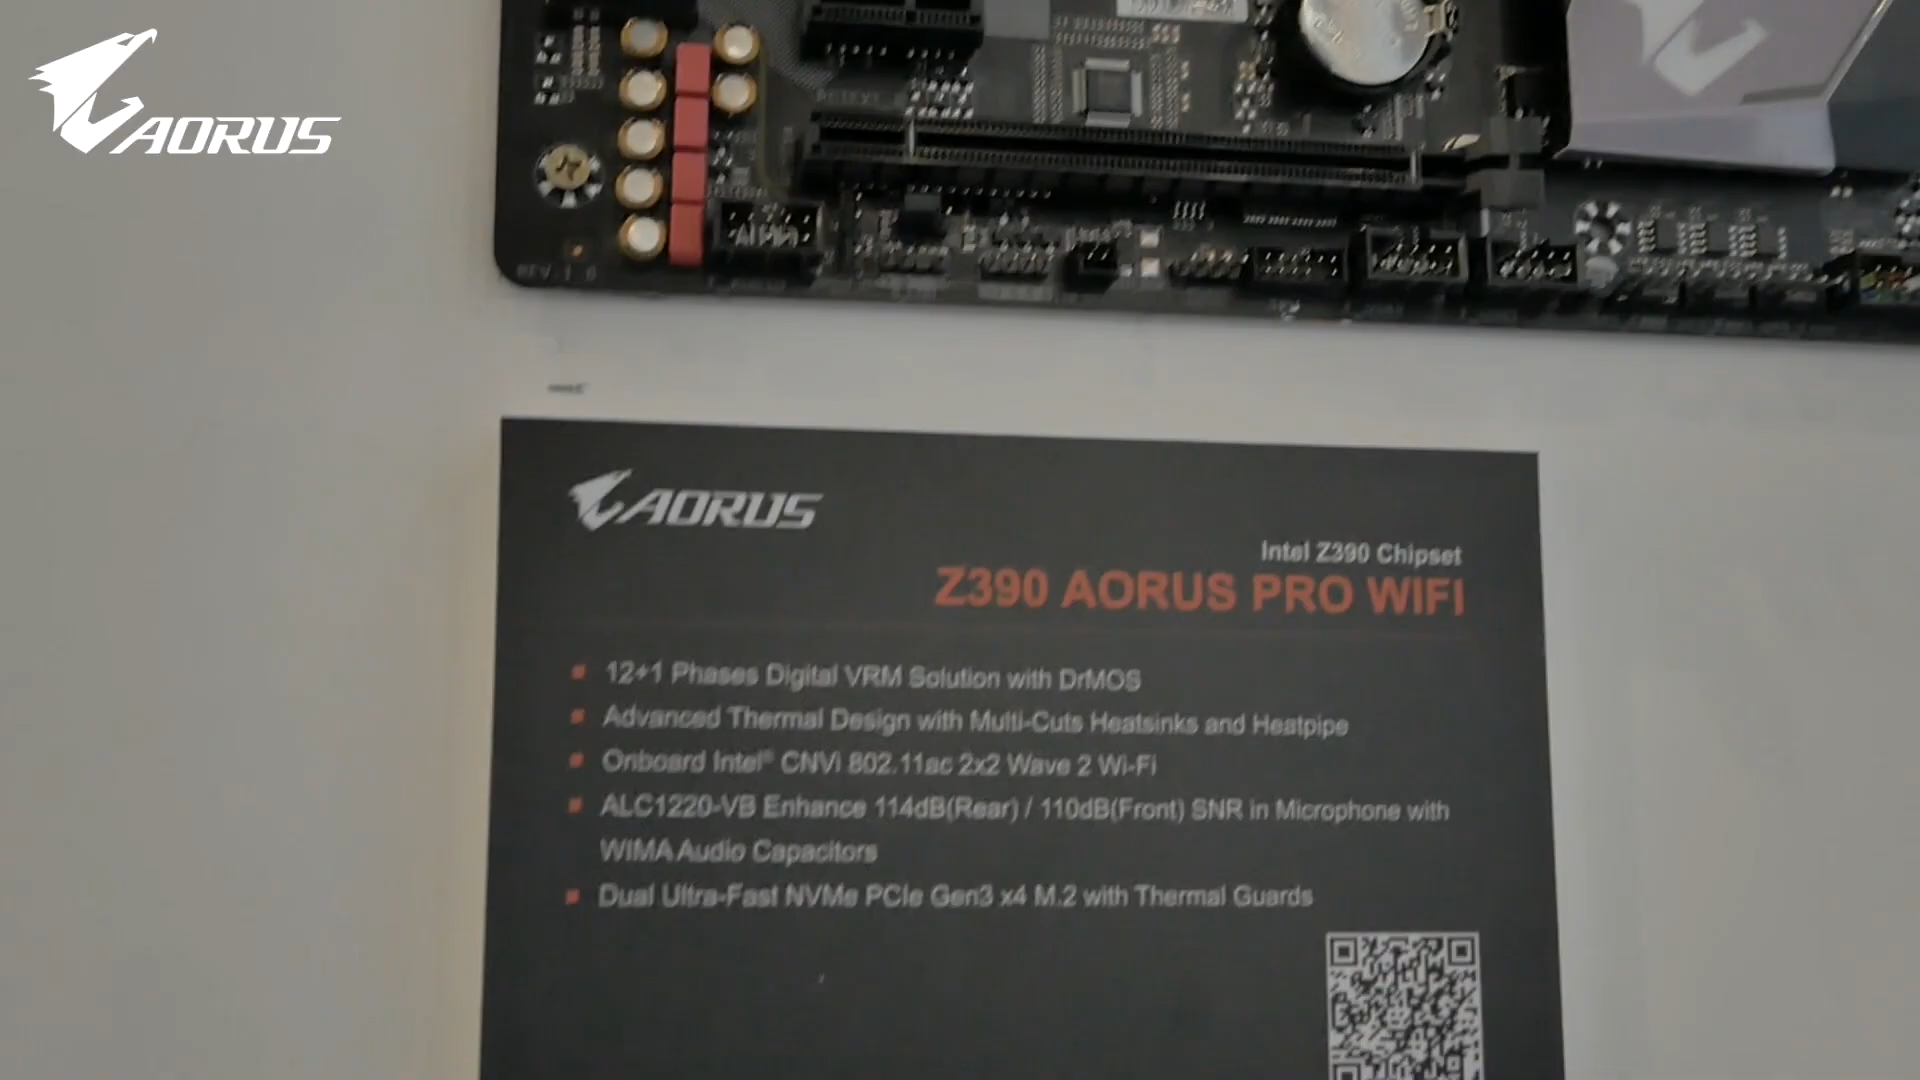 AORUS
REV 1.0
AORUS
Intel Z390 Chipset
Z390 AORUS PRO WIFI
12+1 Phases Digital VRM Solution with DrMOS
Advanced Thermal Design with Multi-Cuts Heatsinks and Heatpipe
Onboard Intel® CNVi 802.11ac 2x2 Wave 2 Wi-Fi
ALC1220-VB Enhance 114dB(Rear) / 110dB(Front) SNR in Microphone with
WIMA Audio Capacitors
Dual Ultra-Fast NVMe PCIe Gen3 x4 M.2 with Thermal Guards